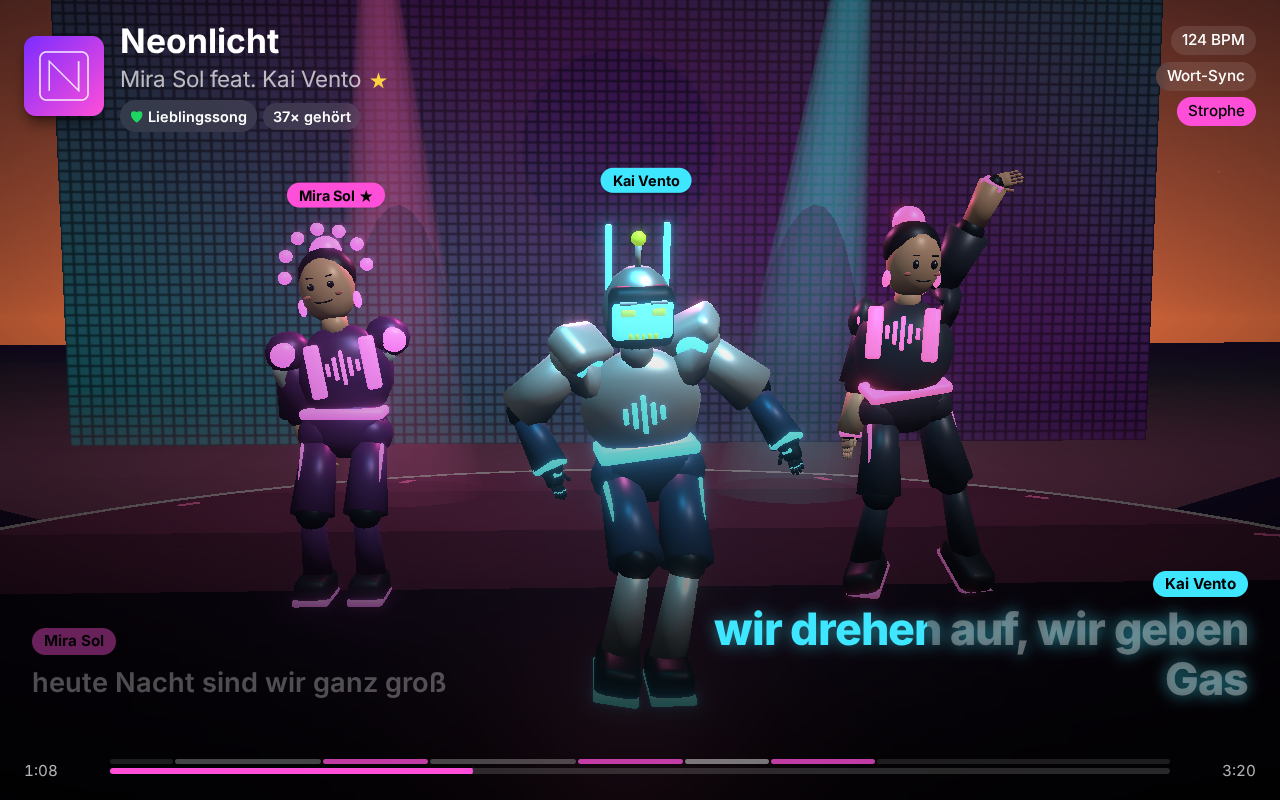 N
Neonlicht
Mira Sol feat. Kai Vento ★
Lieblingssong
37× gehört
124 BPM
Wort-Sync
Strophe
Mira Sol ★
Kai Vento
Kai Vento
wir drehen auf, wir geben
Gas
Mira Sol
heute Nacht sind wir ganz groß
1:08
3:20